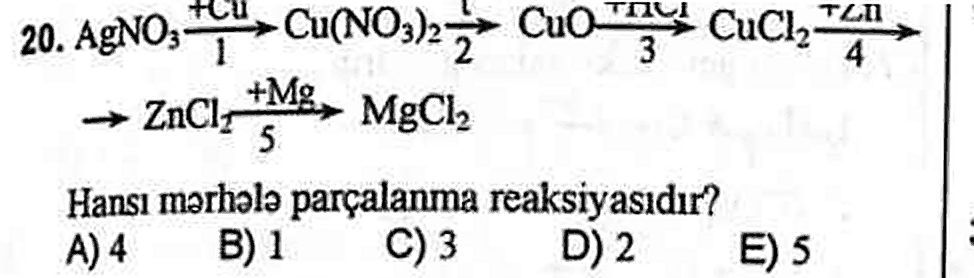 20. AgNO₃ —+Cu/1→ Cu(NO₃)₂ —t/2→ CuO —+HCl/3→ CuCl₂ —+Zn/4→
→ ZnCl₂ —+Mg/5→ MgCl₂
Hansı mərhələ parçalanma reaksiyasıdır?
A) 4 B) 1 C) 3 D) 2 E) 5